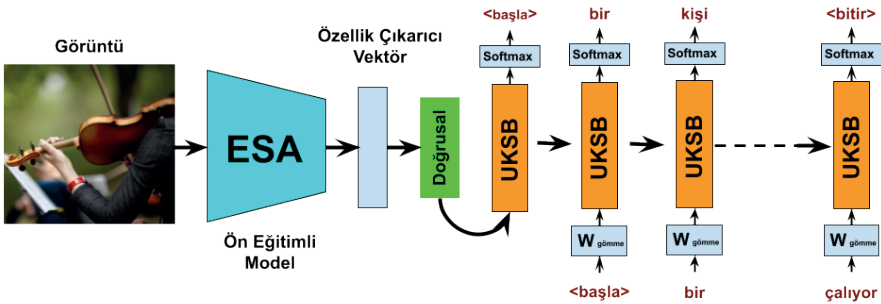 Görüntü
ESA
Ön Eğitimli
Model
Özellik Çıkarıcı
Vektör
Doğrusal
<başla>
Softmax
UKSB
bir
Softmax
UKSB
W gömme
<başla>
kişi
Softmax
UKSB
W gömme
bir
<bitir>
Softmax
UKSB
W gömme
çalıyor